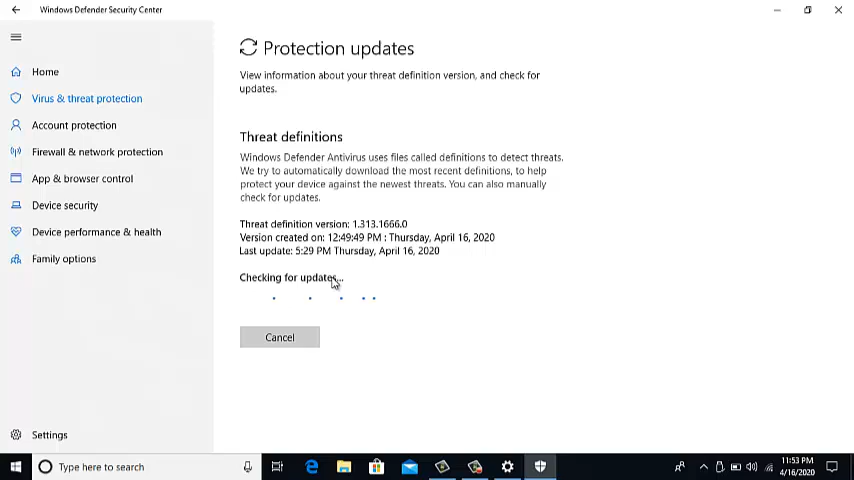 Windows Defender Security Center
Home
Virus & threat protection
Account protection
Firewall & network protection
App & browser control
Device security
Device performance & health
Family options
Settings
Protection updates
View information about your threat definition version, and check for
updates.
Threat definitions
Windows Defender Antivirus uses files called definitions to detect threats.
We try to automatically download the most recent definitions, to help
protect your device against the newest threats. You can also manually
check for updates.
Threat definition version: 1.313.1666.0
Version created on: 12:49:49 PM : Thursday, April 16, 2020
Last update: 5:29 PM Thursday, April 16, 2020
Checking for updates...
Cancel
Type here to search
11:53 PM
4/16/2020